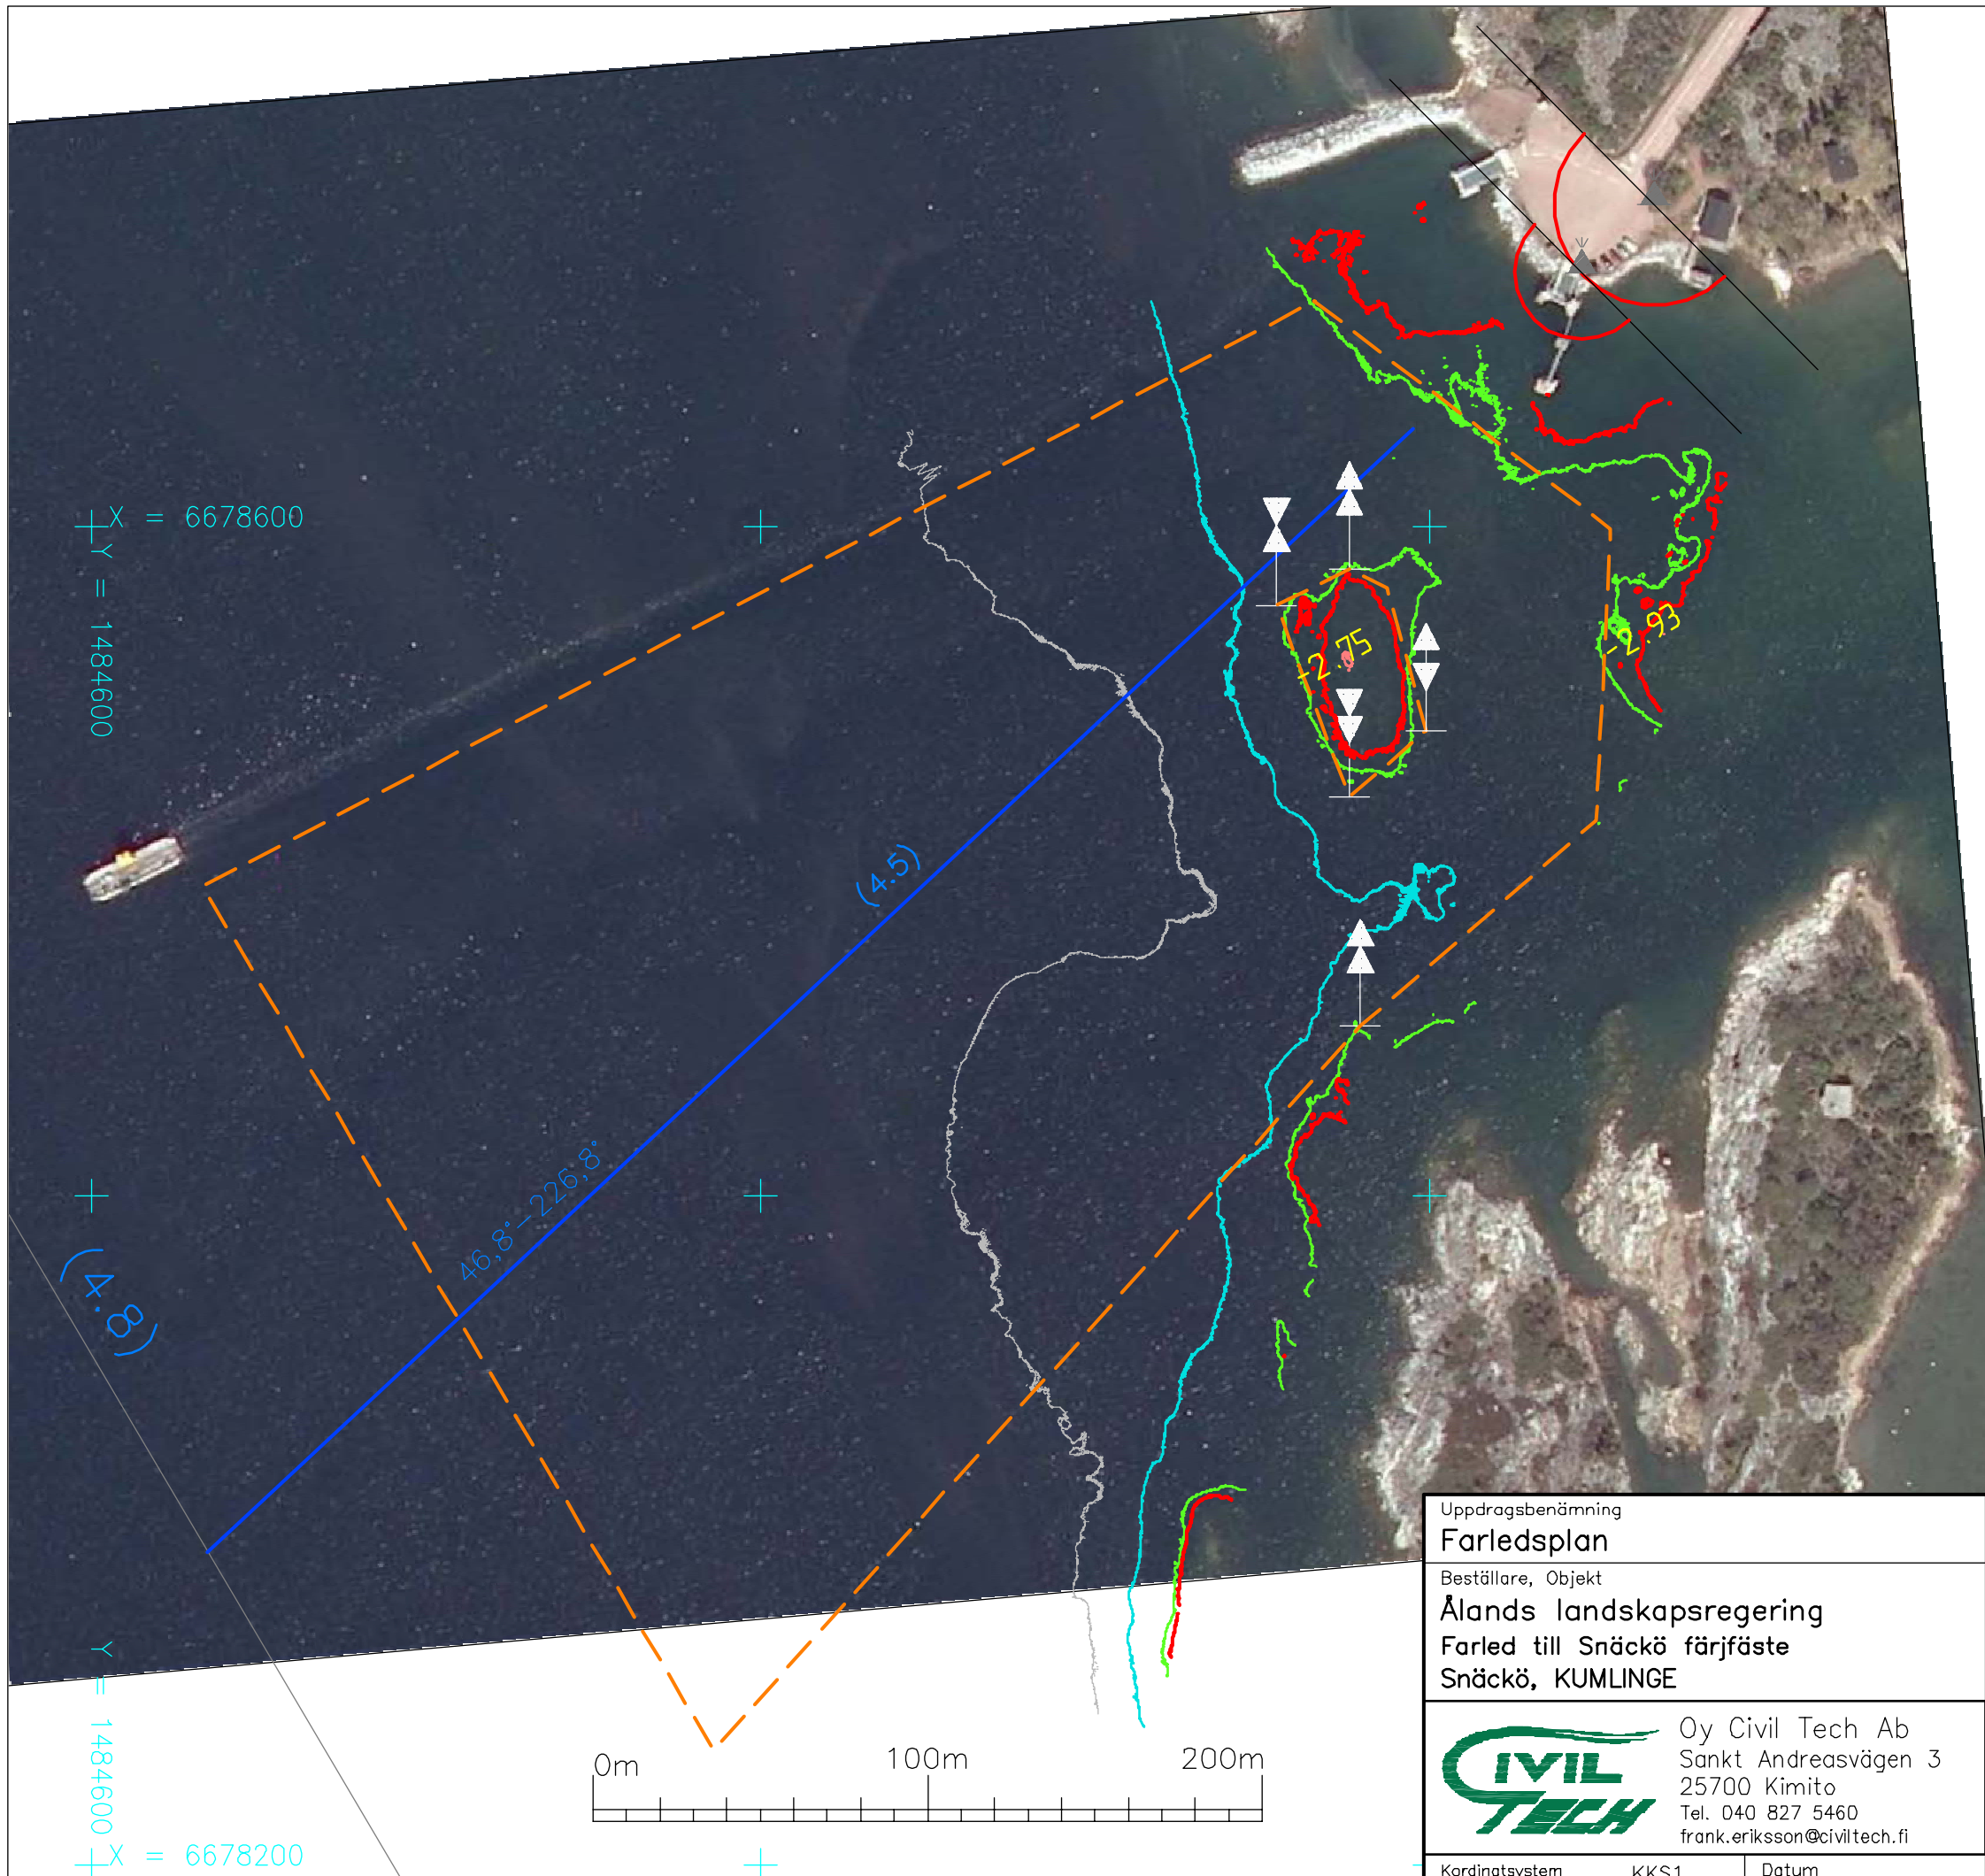 X = 6678600
Y = 1484600
-2.75
-2.93
(4.5)
46,8°-226,8°
(4.8)
Y = 1484600
X = 6678200
0m 100m 200m
Uppdragsbenämning
Farledsplan
Beställare, Objekt
Ålands landskapsregering
Farled till Snäckö färjfäste
Snäckö, KUMLINGE
CIVIL
TECH
Oy Civil Tech Ab
Sankt Andreasvägen 3
25700 Kimito
Tel. 040 827 5460
frank.eriksson@civiltech.fi
Kordinatsystem KKS1 Datum